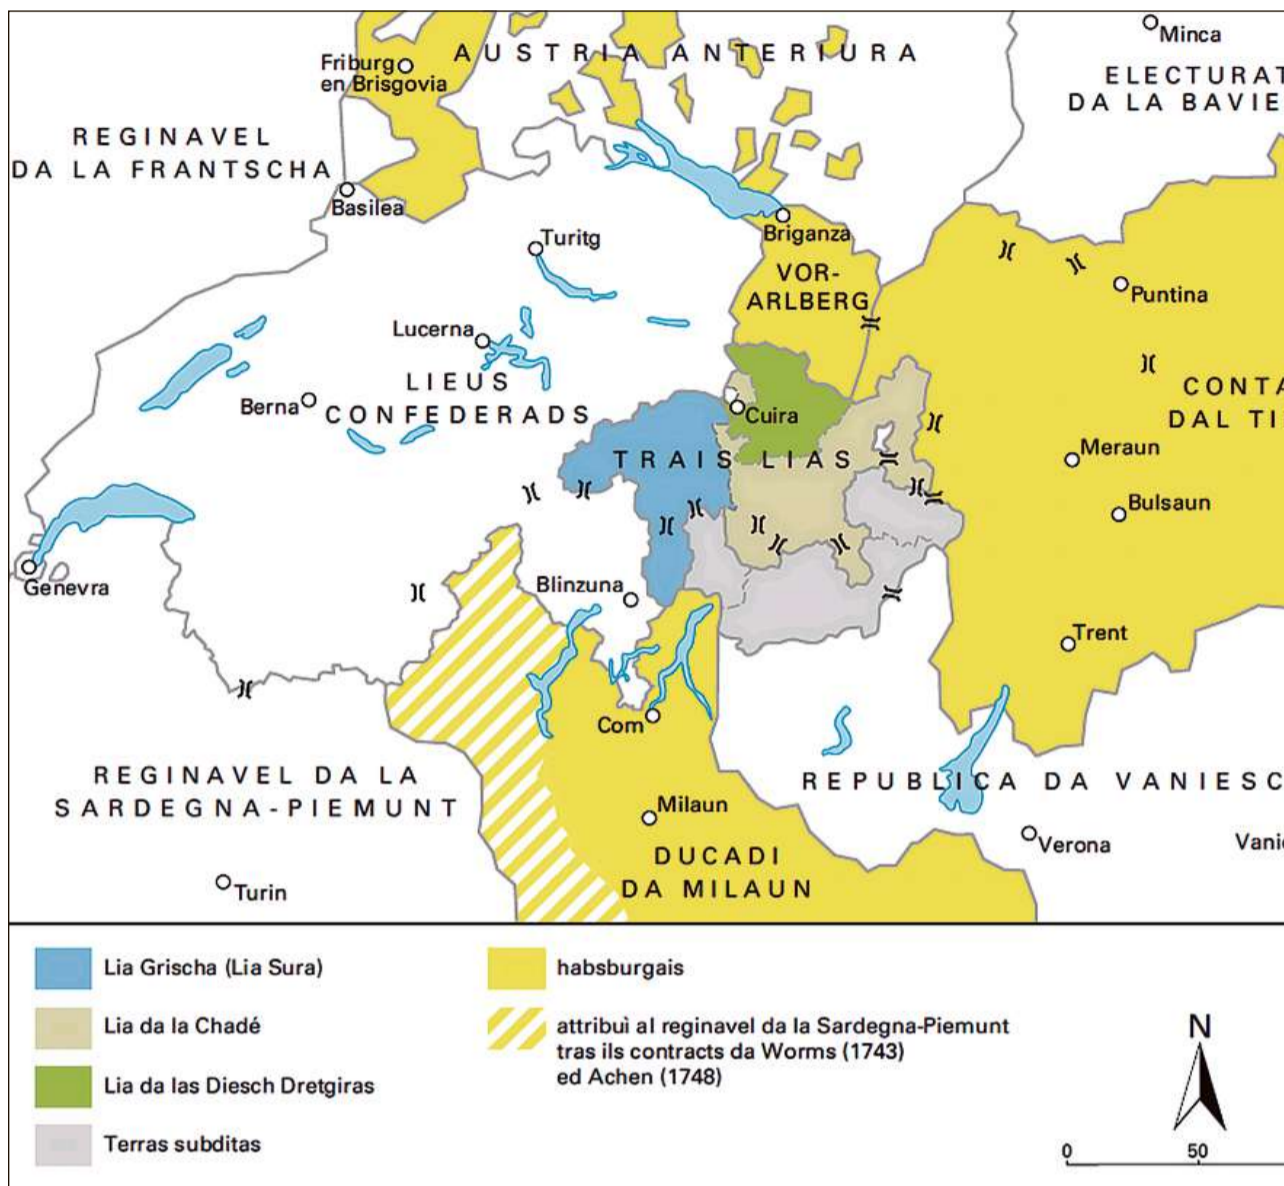 AUSTRIA ANTERIURA
Minca
Friburg
en Brisgovia
ELECTURAT
DA LA BAVIE
REGINAVEL
DA LA FRANTSCHA
Basilea
Turitg
Briganza
VOR-
ARLBERG
Puntina
Lucerna
LIEUS
CONFEDERADS
Berna
Cuira
CONTA
DAL TI
TRAIS LIAS
Meraun
Bulsaun
Genevra
Blinzuna
Trent
Com
REGINAVEL DA LA
SARDEGNA-PIEMUNT
REPUBLICA DA VANIESC
Milaun
Verona
Vani
DUCADI
DA MILAUN
Turin
Lia Grischa (Lia Sura)
Lia da la Chadé
Lia da las Diesch Dretgiras
Terras subditas
habsburgais
attribuì al reginavel da la Sardegna-Piemunt
tras ils contracts da Worms (1743)
ed Achen (1748)
N
0 50